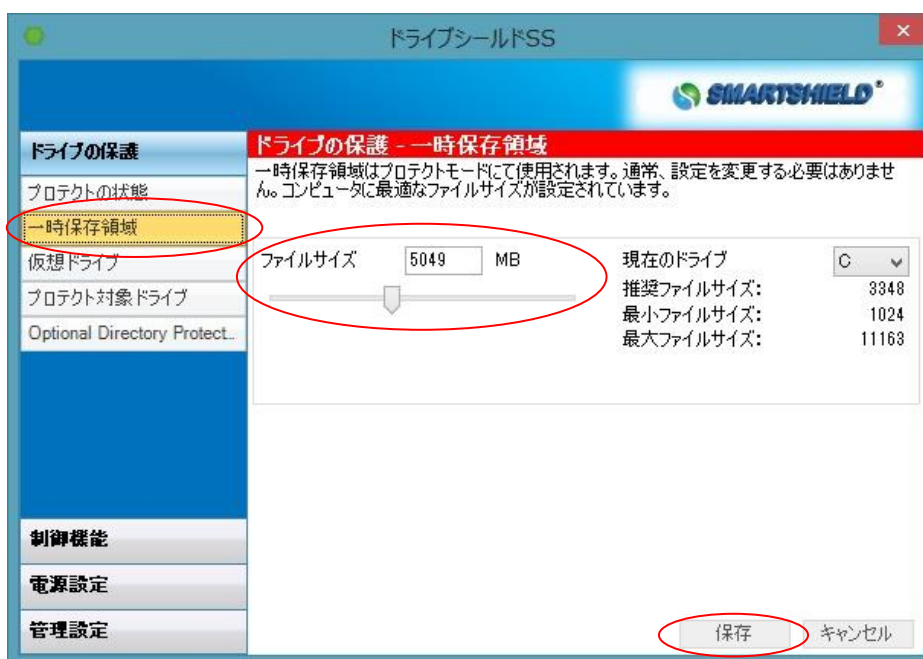 ドライブシールドSS
SMARTSHIELD®
ドライブの保護
プロテクトの状態
一時保存領域
仮想ドライブ
プロテクト対象ドライブ
Optional Directory Protect...
制御機能
電源設定
管理設定
ドライブの保護 - 一時保存領域
一時保存領域はプロテクトモードにて使用されます。通常、設定を変更する必要はありませ
ん。コンピュータに最適なファイルサイズが設定されています。
ファイルサイズ 5049 MB
現在のドライブ C
推奨ファイルサイズ: 3348
最小ファイルサイズ: 1024
最大ファイルサイズ: 11163
保存 キャンセル